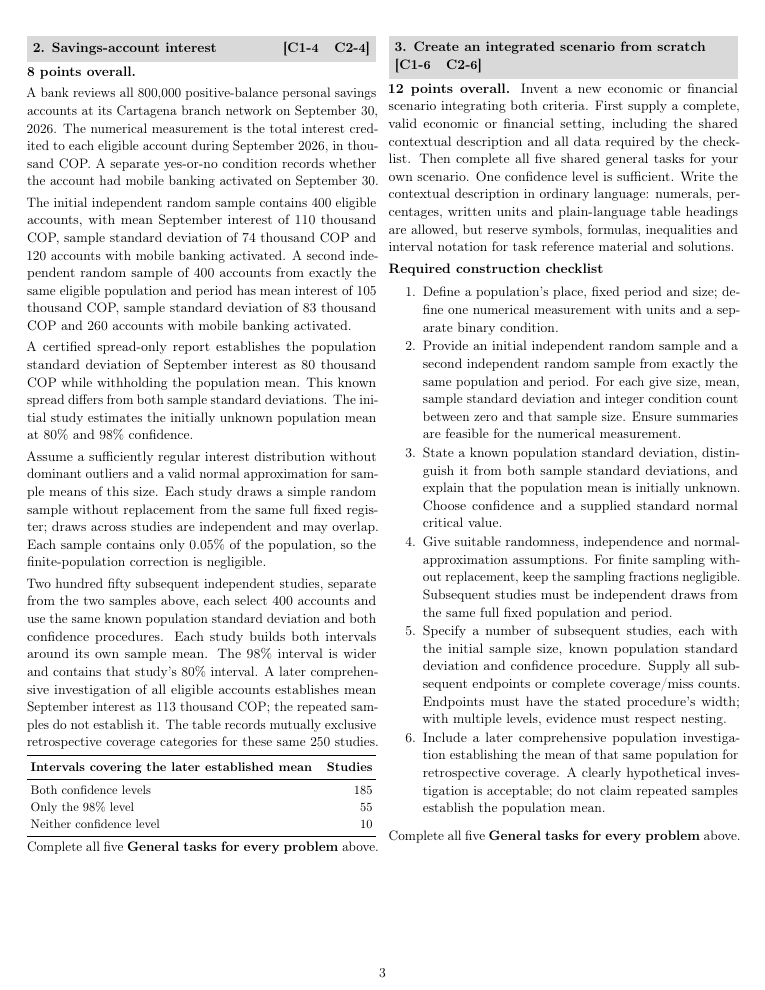 2. Savings-account interest [C1-4 C2-4]
8 points overall.
A bank reviews all 800,000 positive-balance personal savings
accounts at its Cartagena branch network on September 30,
2026. The numerical measurement is the total interest cred-
ited to each eligible account during September 2026, in thou-
sand COP. A separate yes-or-no condition records whether
the account had mobile banking activated on September 30.
The initial independent random sample contains 400 eligible
accounts, with mean September interest of 110 thousand
COP, sample standard deviation of 74 thousand COP and
120 accounts with mobile banking activated. A second inde-
pendent random sample of 400 accounts from exactly the
same eligible population and period has mean interest of 105
thousand COP, sample standard deviation of 83 thousand
COP and 260 accounts with mobile banking activated.
A certified spread-only report establishes the population
standard deviation of September interest as 80 thousand
COP while withholding the population mean. This known
spread differs from both sample standard deviations. The ini-
tial study estimates the initially unknown population mean
at 80% and 98% confidence.
Assume a sufficiently regular interest distribution without
dominant outliers and a valid normal approximation for sam-
ple means of this size. Each study draws a simple random
sample without replacement from the same full fixed regis-
ter; draws across studies are independent and may overlap.
Each sample contains only 0.05% of the population, so the
finite-population correction is negligible.
Two hundred fifty subsequent independent studies, separate
from the two samples above, each select 400 accounts and
use the same known population standard deviation and both
confidence procedures. Each study builds both intervals
around its own sample mean. The 98% interval is wider
and contains that study's 80% interval. A later comprehen-
sive investigation of all eligible accounts establishes mean
September interest as 113 thousand COP; the repeated sam-
ples do not establish it. The table records mutually exclusive
retrospective coverage categories for these same 250 studies.
Intervals covering the later established mean Studies
Both confidence levels 185
Only the 98% level 55
Neither confidence level 10
Complete all five General tasks for every problem above.
3. Create an integrated scenario from scratch
[C1-6 C2-6]
12 points overall. Invent a new economic or financial
scenario integrating both criteria. First supply a complete,
valid economic or financial setting, including the shared
contextual description and all data required by the check-
list. Then complete all five shared general tasks for your
own scenario. One confidence level is sufficient. Write the
contextual description in ordinary language: numerals, per-
centages, written units and plain-language table headings
are allowed, but reserve symbols, formulas, inequalities and
interval notation for task reference material and solutions.
Required construction checklist
1. Define a population's place, fixed period and size; de-
fine one numerical measurement with units and a sep-
arate binary condition.
2. Provide an initial independent random sample and a
second independent random sample from exactly the
same population and period. For each give size, mean,
sample standard deviation and integer condition count
between zero and that sample size. Ensure summaries
are feasible for the numerical measurement.
3. State a known population standard deviation, distin-
guish it from both sample standard deviations, and
explain that the population mean is initially unknown.
Choose confidence and a supplied standard normal
critical value.
4. Give suitable randomness, independence and normal-
approximation assumptions. For finite sampling with-
out replacement, keep the sampling fractions negligible.
Subsequent studies must be independent draws from
the same full fixed population and period.
5. Specify a number of subsequent studies, each with
the initial sample size, known population standard
deviation and confidence procedure. Supply all sub-
sequent endpoints or complete coverage/miss counts.
Endpoints must have the stated procedure's width;
with multiple levels, evidence must respect nesting.
6. Include a later comprehensive population investiga-
tion establishing the mean of that same population for
retrospective coverage. A clearly hypothetical inves-
tigation is acceptable; do not claim repeated samples
establish the population mean.
Complete all five General tasks for every problem above.
3